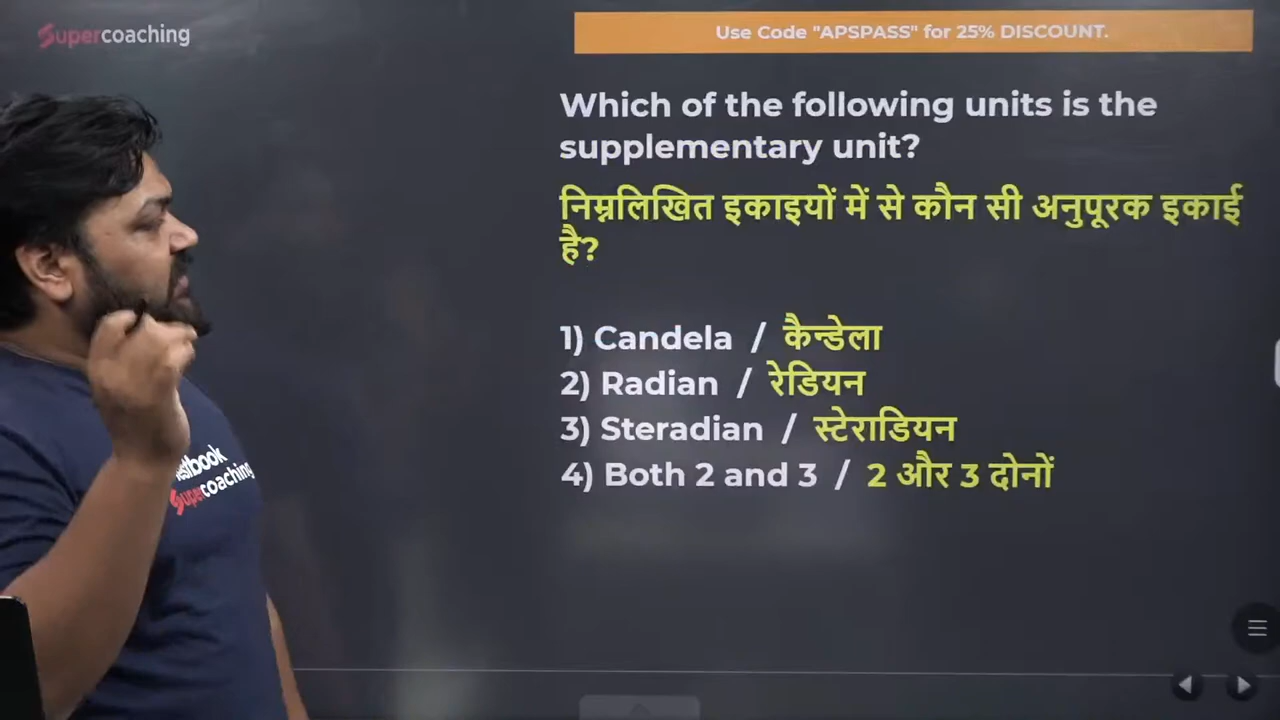 Supercoaching
Use Code "APSPASS" for 25% DISCOUNT.
Which of the following units is the
supplementary unit?
निम्नलिखित इकाइयों में से कौन सी अनुपूरक इकाई
है?
1) Candela / कैन्डेला
2) Radian / रेडियन
3) Steradian / स्टेराडियन
4) Both 2 and 3 / 2 और 3 दोनों
testbook
Supercoaching